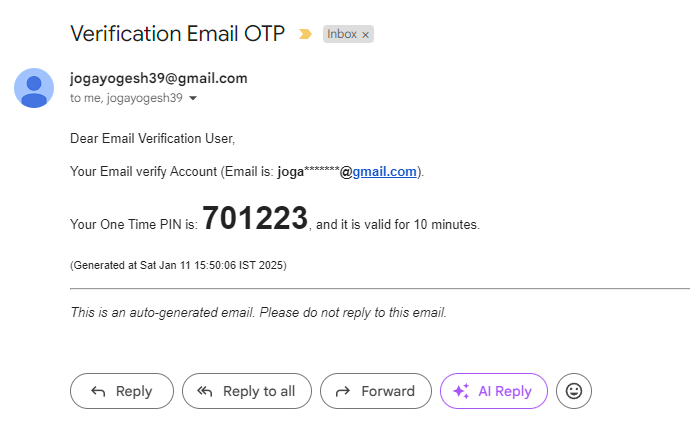 Verification Email OTP Inbox ×
jogayogesh39@gmail.com
to me, jogayogesh39
Dear Email Verification User,
Your Email verify Account (Email is: joga*******@gmail.com).
Your One Time PIN is: 701223, and it is valid for 10 minutes.
(Generated at Sat Jan 11 15:50:06 IST 2025)
This is an auto-generated email. Please do not reply to this email.
Reply Reply to all Forward AI Reply